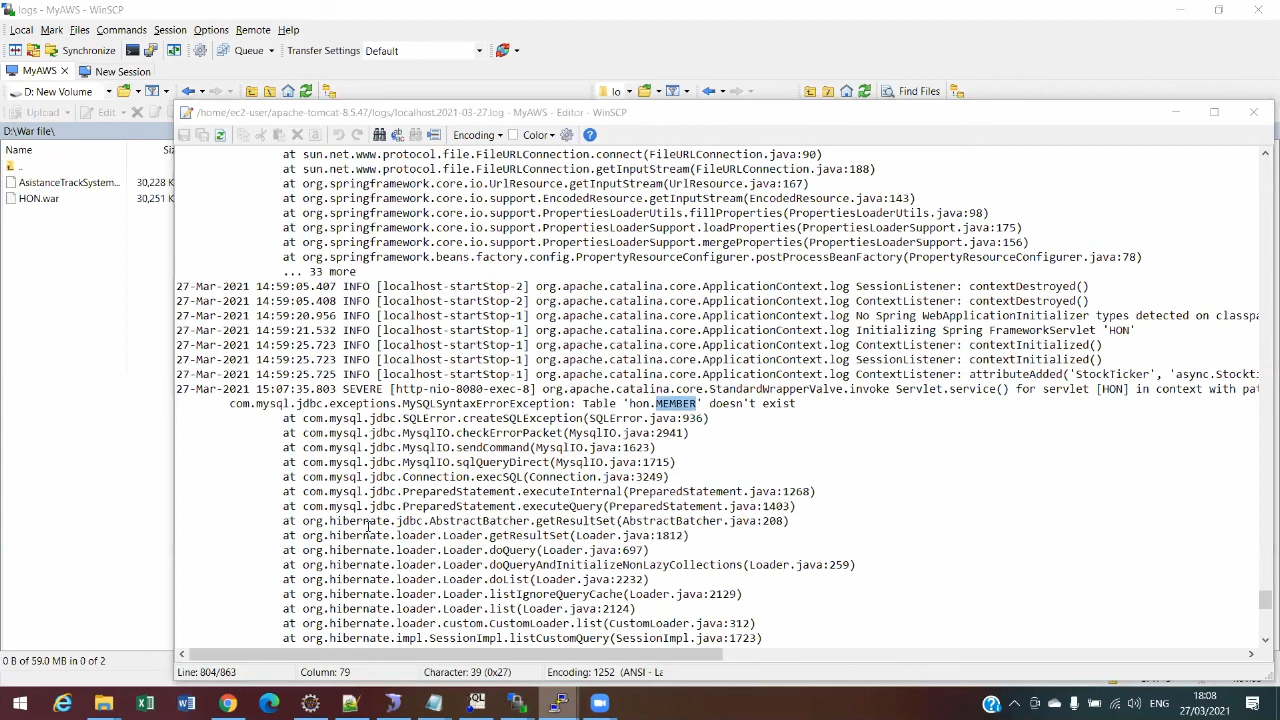 logs - MyAWS - WinSCP
Local Mark Files Commands Session Options Remote Help
Synchronize Queue Transfer Settings Default
MyAWS New Session
D: New Volume lo Find Files
Upload Edit
/home/ec2-user/apache-tomcat-8.5.47/logs/localhost.2021-03-27.log - MyAWS - Editor - WinSCP
D:\War file\
Encoding Color
Name Siz
..
AsistanceTrackSystem... 30,228 K
HON.war 30,251 K
at sun.net.www.protocol.file.FileURLConnection.connect(FileURLConnection.java:90)
at sun.net.www.protocol.file.FileURLConnection.getInputStream(FileURLConnection.java:188)
at org.springframework.core.io.UrlResource.getInputStream(UrlResource.java:167)
at org.springframework.core.io.support.EncodedResource.getInputStream(EncodedResource.java:143)
at org.springframework.core.io.support.PropertiesLoaderUtils.fillProperties(PropertiesLoaderUtils.java:98)
at org.springframework.core.io.support.PropertiesLoaderSupport.loadProperties(PropertiesLoaderSupport.java:175)
at org.springframework.core.io.support.PropertiesLoaderSupport.mergeProperties(PropertiesLoaderSupport.java:156)
at org.springframework.beans.factory.config.PropertyResourceConfigurer.postProcessBeanFactory(PropertyResourceConfigurer.java:78)
... 33 more
27-Mar-2021 14:59:05.407 INFO [localhost-startStop-2] org.apache.catalina.core.ApplicationContext.log SessionListener: contextDestroyed()
27-Mar-2021 14:59:05.408 INFO [localhost-startStop-2] org.apache.catalina.core.ApplicationContext.log ContextListener: contextDestroyed()
27-Mar-2021 14:59:20.956 INFO [localhost-startStop-1] org.apache.catalina.core.ApplicationContext.log No Spring WebApplicationInitializer types detected on classpa
27-Mar-2021 14:59:21.532 INFO [localhost-startStop-1] org.apache.catalina.core.ApplicationContext.log Initializing Spring FrameworkServlet 'HON'
27-Mar-2021 14:59:25.723 INFO [localhost-startStop-1] org.apache.catalina.core.ApplicationContext.log ContextListener: contextInitialized()
27-Mar-2021 14:59:25.723 INFO [localhost-startStop-1] org.apache.catalina.core.ApplicationContext.log SessionListener: contextInitialized()
27-Mar-2021 14:59:25.725 INFO [localhost-startStop-1] org.apache.catalina.core.ApplicationContext.log attributeAdded('StockTicker', 'async.Stockti
27-Mar-2021 15:07:35.803 SEVERE [http-nio-8080-exec-8] org.apache.catalina.core.StandardWrapperValve.invoke Servlet.service() for servlet [HON] in context with pat
com.mysql.jdbc.exceptions.MySQLSyntaxErrorException: Table 'hon.MEMBER' doesn't exist
at com.mysql.jdbc.SQLError.createSQLException(SQLError.java:936)
at com.mysql.jdbc.MysqlIO.checkErrorPacket(MysqlIO.java:2941)
at com.mysql.jdbc.MysqlIO.sendCommand(MysqlIO.java:1623)
at com.mysql.jdbc.MysqlIO.sqlQueryDirect(MysqlIO.java:1715)
at com.mysql.jdbc.Connection.execSQL(Connection.java:3249)
at com.mysql.jdbc.PreparedStatement.executeInternal(PreparedStatement.java:1268)
at com.mysql.jdbc.PreparedStatement.executeQuery(PreparedStatement.java:1403)
at org.hibernate.jdbc.AbstractBatcher.getResultSet(AbstractBatcher.java:208)
at org.hibernate.loader.Loader.getResultSet(Loader.java:1812)
at org.hibernate.loader.Loader.doQuery(Loader.java:697)
at org.hibernate.loader.Loader.doQueryAndInitializeNonLazyCollections(Loader.java:259)
at org.hibernate.loader.Loader.doList(Loader.java:2232)
at org.hibernate.loader.Loader.listIgnoreQueryCache(Loader.java:2129)
at org.hibernate.loader.Loader.list(Loader.java:2124)
at org.hibernate.loader.custom.CustomLoader.list(CustomLoader.java:312)
at org.hibernate.impl.SessionImpl.listCustomQuery(SessionImpl.java:1723)
0 B of 59.0 MB in 0 of 2
Line: 804/863 Column: 79 Character: 39 (0x27) Encoding: 1252 (ANSI - La
ENG 18:08
27/03/2021